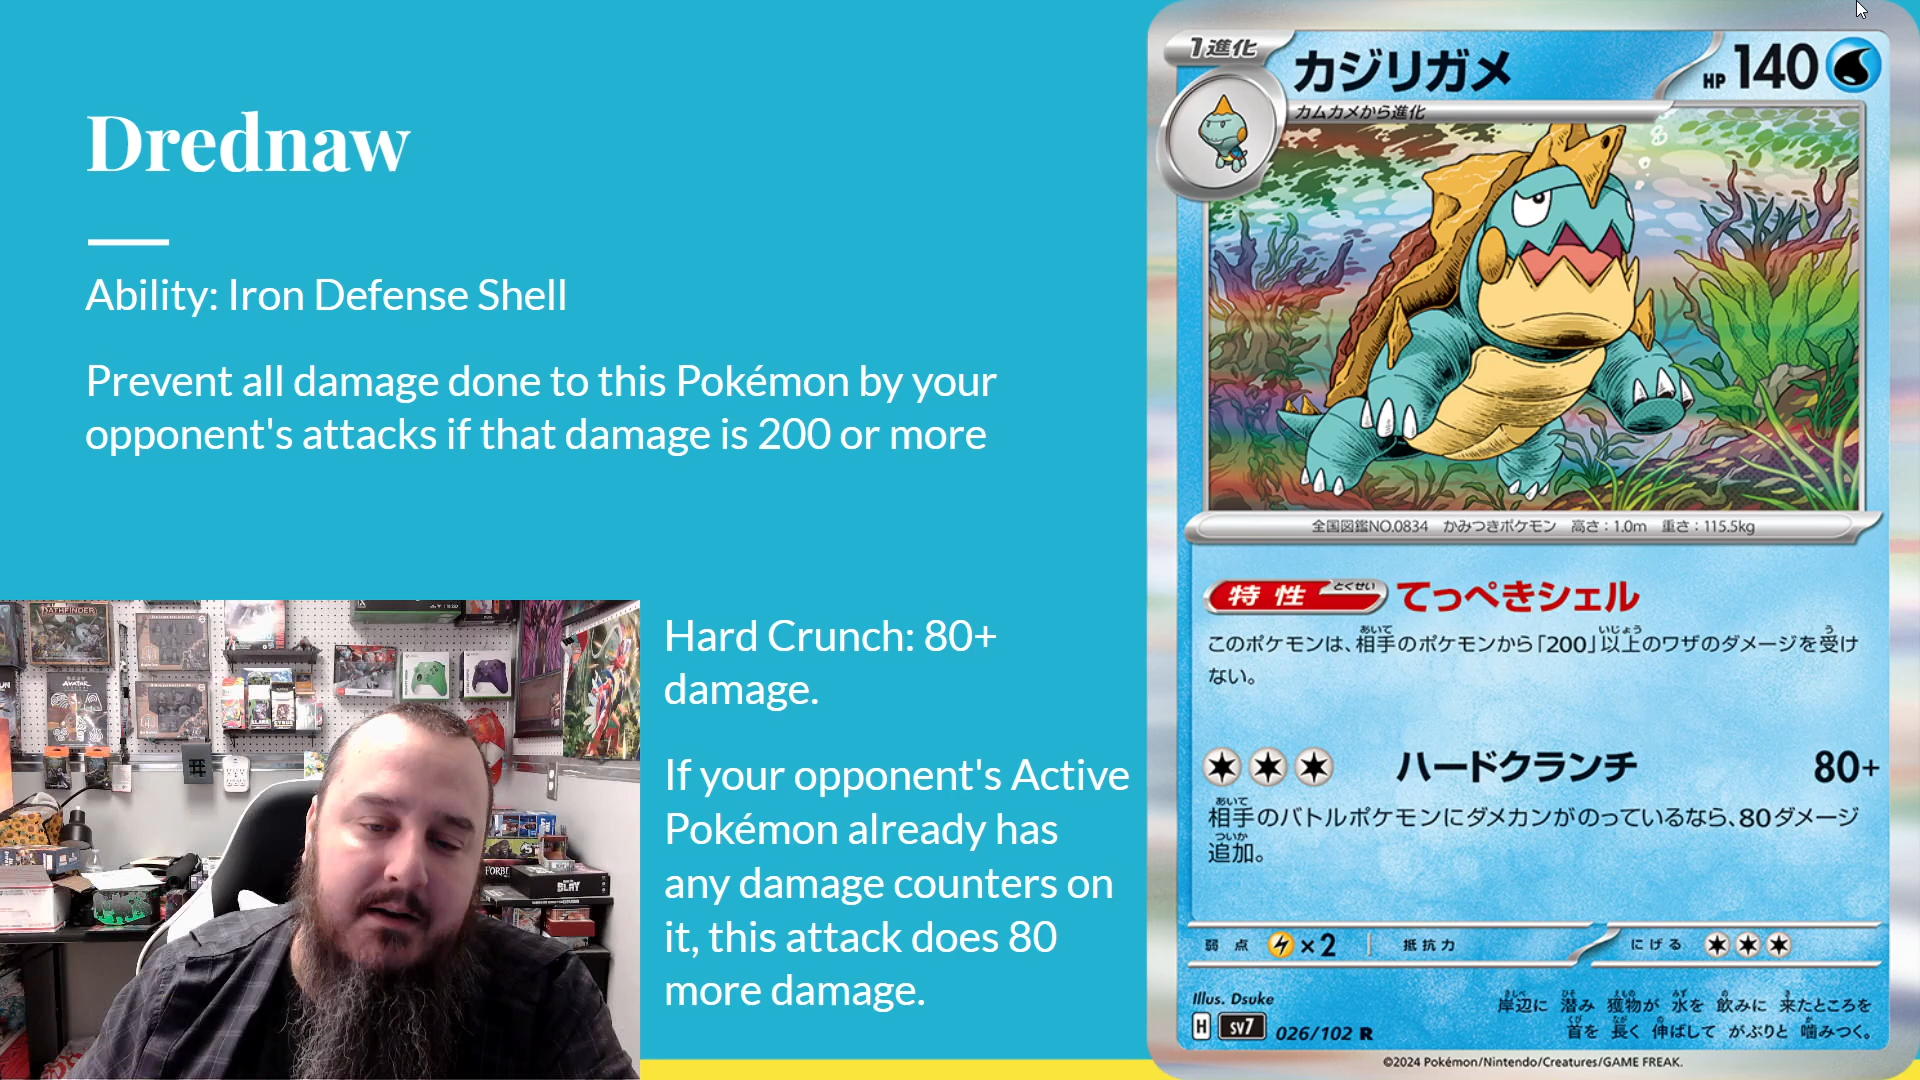 Drednaw
Ability: Iron Defense Shell
Prevent all damage done to this Pokémon by your
opponent's attacks if that damage is 200 or more
Hard Crunch: 80+
damage.
If your opponent's Active
Pokémon already has
any damage counters on
it, this attack does 80
more damage.
PATHFINDER
AVATAR
BLAY
1進化
カジリガメ
HP 140
カムカメから進化
全国図鑑NO.0834 かみつきポケモン 高さ：1.0m 重さ：115.5kg
特性 とくせい てっぺきシェル
このポケモンは、相手のポケモンから「200」以上のワザのダメージを受け
ない。
ハードクランチ 80+
相手のバトルポケモンにダメカンがのっているなら、80ダメージ
追加。
弱点 ×2 抵抗力 にげる
Illus. Dsuke
H sv7 026/102 R
岸辺に 潜み 獲物が 水を 飲みに 来たところを
首を 長く 伸ばして がぶりと 噛みつく。
©2024 Pokémon/Nintendo/Creatures/GAME FREAK.